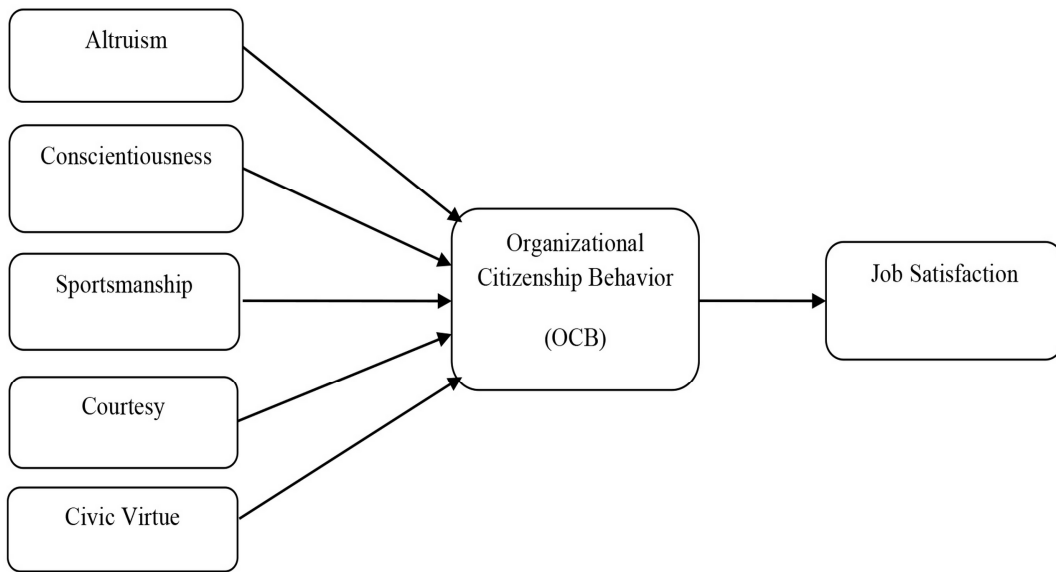 Altruism
Conscientiousness
Sportsmanship
Courtesy
Civic Virtue
Organizational
Citizenship Behavior
(OCB)
Job Satisfaction